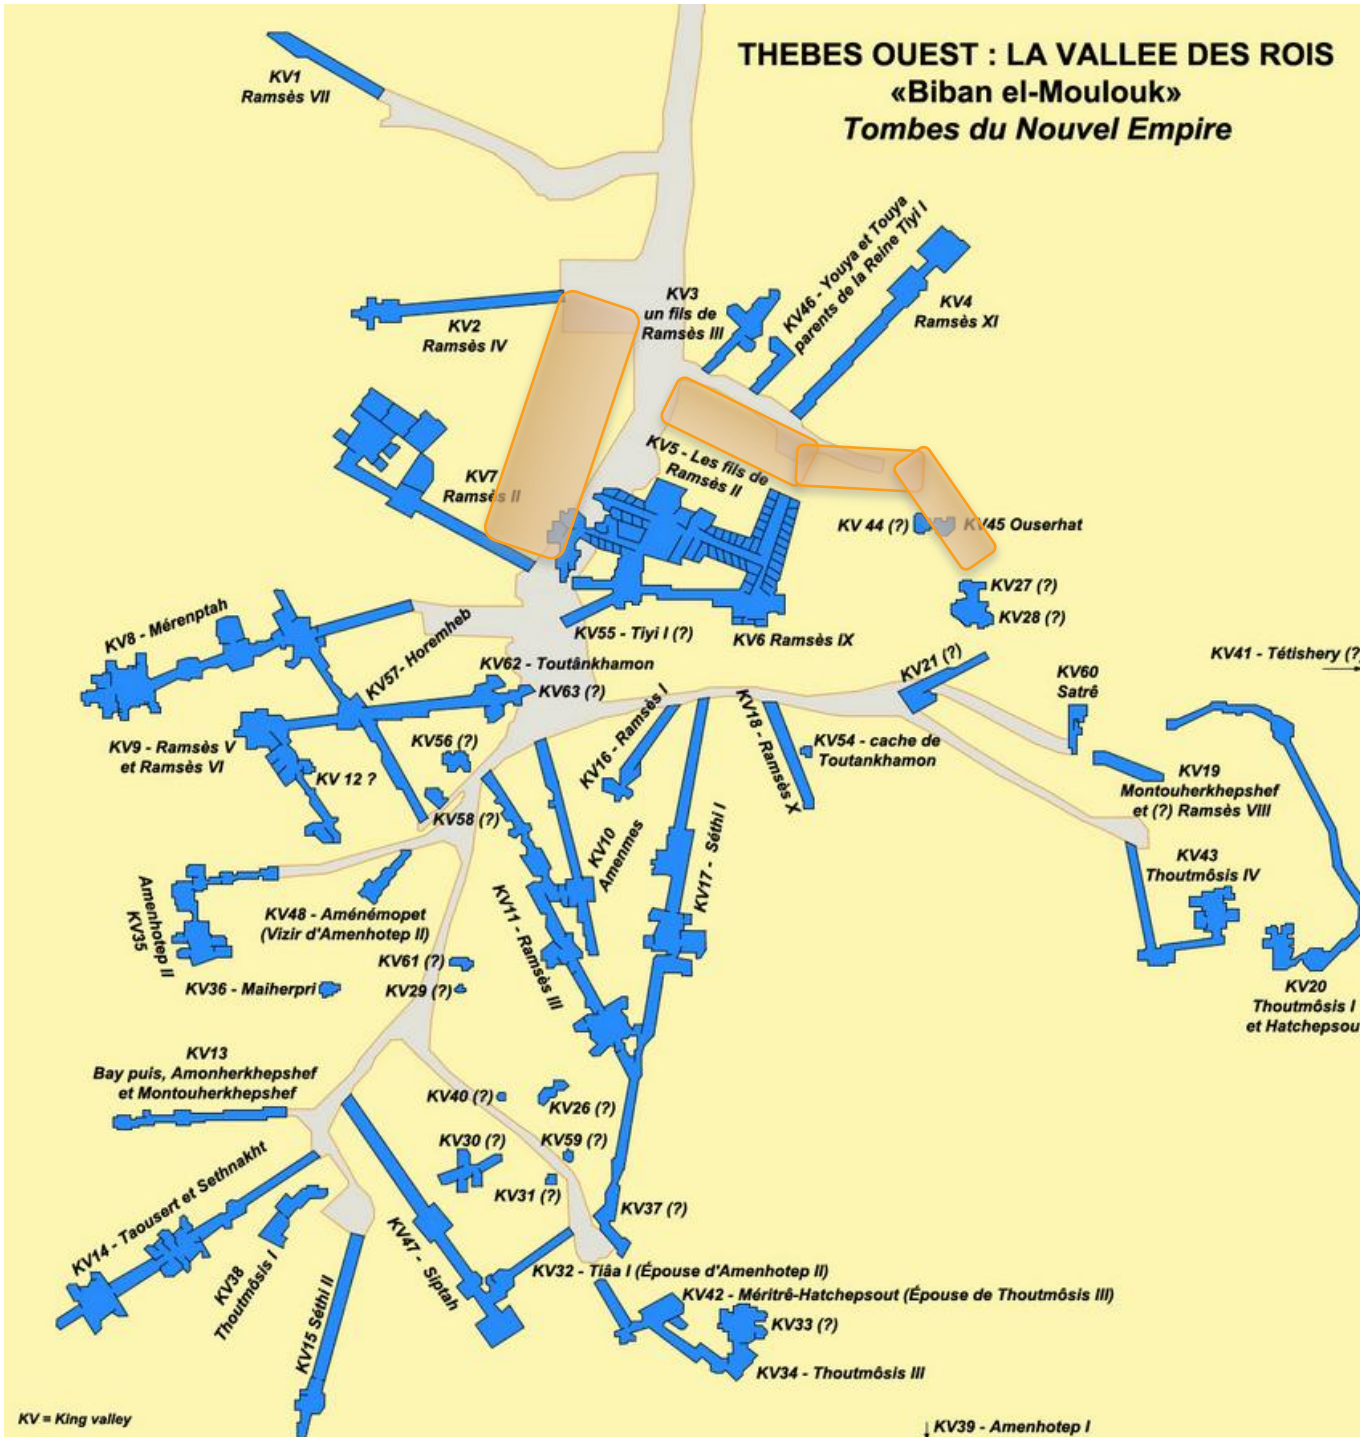 THEBES OUEST : LA VALLEE DES ROIS
«Biban el-Moulouk»
Tombes du Nouvel Empire
KV1
Ramsès VII
KV2
Ramsès IV
KV3
un fils de
Ramsès III
KV46 - Youya et Touya
parents de la Reine Tiyi I
KV4
Ramsès XI
KV7
Ramsès II
KV5 - Les fils de
Ramsès II
KV 44 (?)
KV45 Ouserhat
KV27 (?)
KV28 (?)
KV8 - Mérenptah
KV57- Horemheb
KV55 - Tiyi I (?)
KV6 Ramsès IX
KV62 - Toutânkhamon
KV63 (?)
KV21 (?)
KV60
Satrê
KV41 - Tétishery (?
KV9 - Ramsès V
et Ramsès VI
KV56 (?)
KV16 - Ramsès I
KV18 - Ramsès X
KV54 - cache de
Toutankhamon
KV19
Montouherkhepshef
et (?) Ramsès VIII
KV 12 ?
KV58 (?)
KV10
Amenmes
KV17 - Séthi I
KV43
Thoutmôsis IV
KV35
Amenhotep II
KV48 - Aménémopet
(Vizir d'Amenhotep II)
KV11 - Ramsès III
KV61 (?)
KV36 - Maiherpri
KV29 (?)
KV20
Thoutmôsis I
et Hatchepsou
KV13
Bay puis, Amonherkhepshef
et Montouherkhepshef
KV40 (?)
KV26 (?)
KV30 (?)
KV59 (?)
KV31 (?)
KV37 (?)
KV14 - Taousert et Sethnakht
KV38
Thoutmôsis I
KV15 Séthi II
KV47 - Siptah
KV32 - Tiâa I (Épouse d'Amenhotep II)
KV42 - Méritrê-Hatchepsout (Épouse de Thoutmôsis III)
KV33 (?)
KV34 - Thoutmôsis III
KV = King valley
KV39 - Amenhotep I